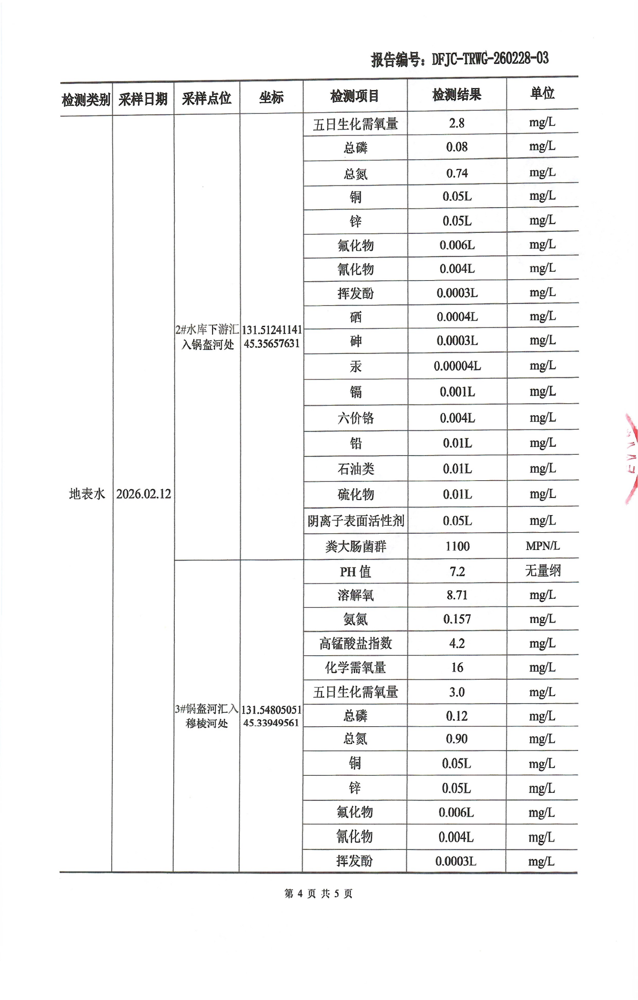 报告编号：DFJC-TRWG-260228-03
检测类别 采样日期 采样点位 坐标 检测项目 检测结果 单位
五日生化需氧量 2.8 mg/L
总磷 0.08 mg/L
总氮 0.74 mg/L
铜 0.05L mg/L
锌 0.05L mg/L
氟化物 0.006L mg/L
氰化物 0.004L mg/L
挥发酚 0.0003L mg/L
硒 0.0004L mg/L
2#水库下游汇 131.51241141
入锅盔河处 45.35657631
砷 0.0003L mg/L
汞 0.00004L mg/L
镉 0.001L mg/L
六价铬 0.004L mg/L
铅 0.01L mg/L
石油类 0.01L mg/L
地表水 2026.02.12 硫化物 0.01L mg/L
阴离子表面活性剂 0.05L mg/L
粪大肠菌群 1100 MPN/L
PH 值 7.2 无量纲
溶解氧 8.71 mg/L
氨氮 0.157 mg/L
高锰酸盐指数 4.2 mg/L
化学需氧量 16 mg/L
五日生化需氧量 3.0 mg/L
3#锅盔河汇入 131.54805051
穆棱河处 45.33949561
总磷 0.12 mg/L
总氮 0.90 mg/L
铜 0.05L mg/L
锌 0.05L mg/L
氟化物 0.006L mg/L
氰化物 0.004L mg/L
挥发酚 0.0003L mg/L
第 4 页 共 5 页